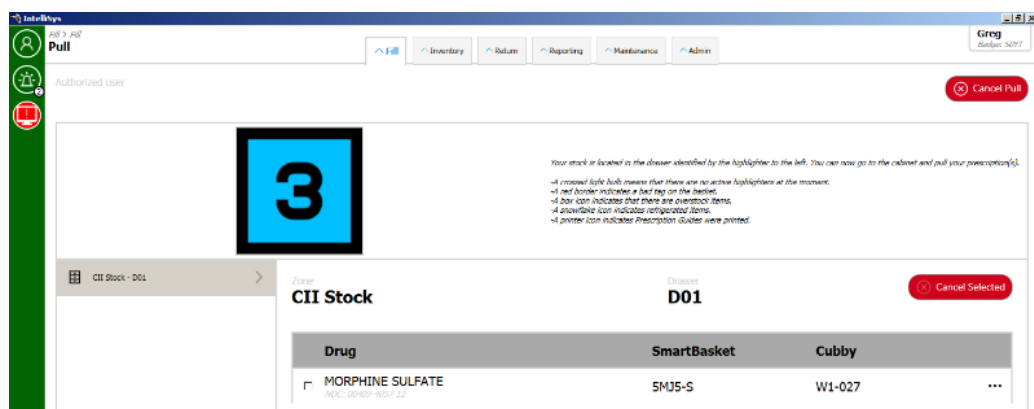 IntelliSys
Fill > Fill
Pull
Fill
Inventory
Return
Reporting
Maintenance
Admin
Greg
Badge:
Authorized user
2
Cancel Pull
3
Your stock is located in the drawer identified by the highlighter to the left. You can now go to the cabinet and pull your prescription(s).
-A crossed light bulb means that there are no active highlighters at the moment.
-A red border indicates a bad tag on the basket.
-A box icon indicates that there are overstock items.
-A snowflake icon indicates refrigerated items.
-A printer icon indicates Prescription Guides were printed.
CII Stock - D01
Zone
CII Stock
Drawer
D01
Cancel Selected
Drug
SmartBasket
Cubby
MORPHINE SULFATE
5MJ5-S
W1-027
...
NDC: